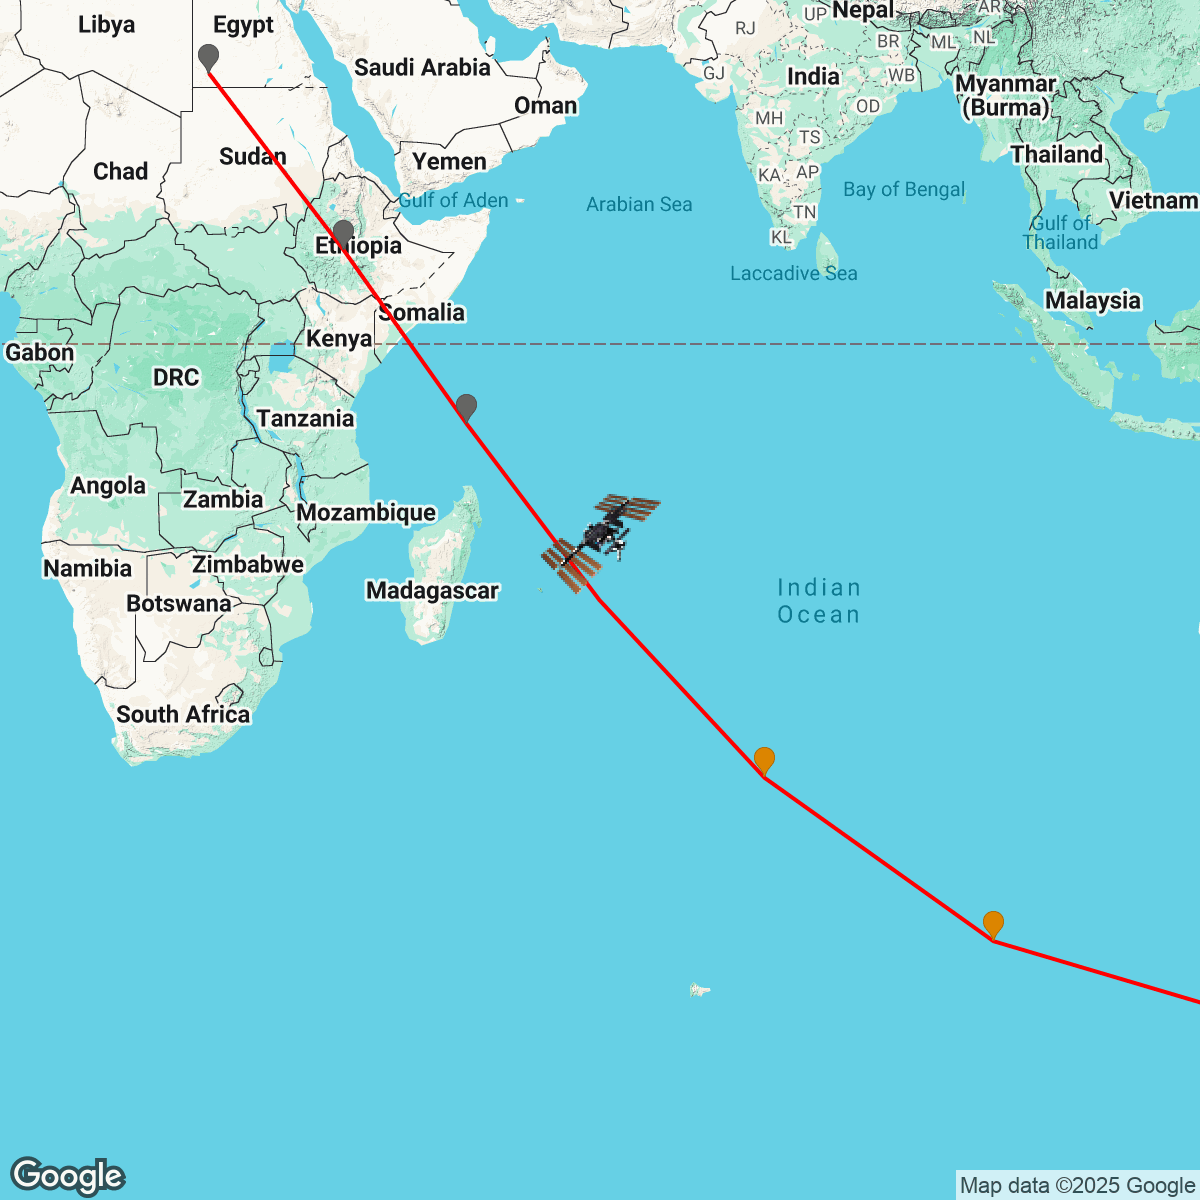 Libya
Egypt
Nepal
UP
AR
RJ
BR
ML
NL
Saudi Arabia
GJ
India
WB
Myanmar
(Burma)
Oman
MH
OD
TS
Sudan
Chad
Yemen
Thailand
KA
AP
Gulf of Aden
Arabian Sea
Bay of Bengal
Vietnam
TN
KL
Gulf of
Thailand
Ethiopia
Laccadive Sea
Malaysia
Somalia
Kenya
Gabon
DRC
Tanzania
Angola
Zambia
Mozambique
Namibia
Zimbabwe
Madagascar
Botswana
Indian
Ocean
South Africa
Google
Map data ©2025 Google